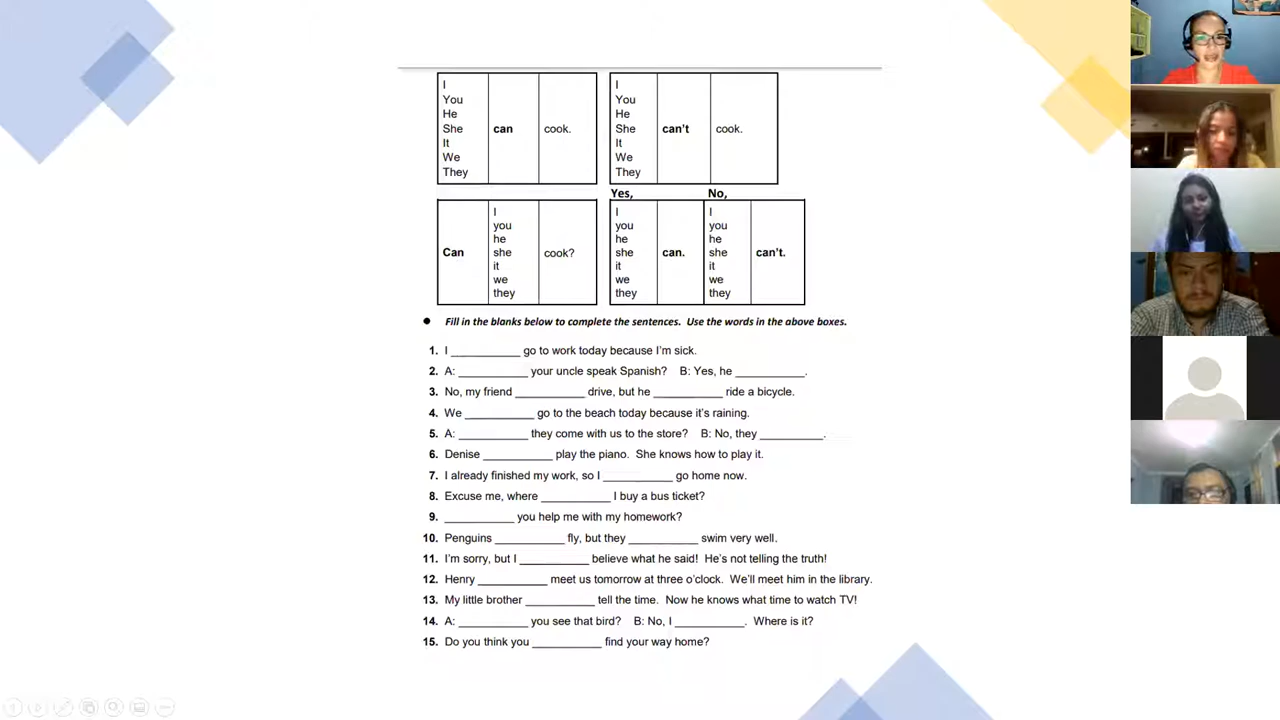 I
You
He
She can cook.
It
We
They
I
You
He
She can't cook.
It
We
They
I
you
he
Can she cook?
it
we
they
Yes, No,
I I
you you
he he
she can. she can't.
it it
we we
they they
● Fill in the blanks below to complete the sentences. Use the words in the above boxes.
1. I ___________ go to work today because I'm sick.
2. A: ___________ your uncle speak Spanish? B: Yes, he ___________.
3. No, my friend ___________ drive, but he ___________ ride a bicycle.
4. We ___________ go to the beach today because it's raining.
5. A: ___________ they come with us to the store? B: No, they __________.
6. Denise ___________ play the piano. She knows how to play it.
7. I already finished my work, so I ___________ go home now.
8. Excuse me, where ___________ I buy a bus ticket?
9. ___________ you help me with my homework?
10. Penguins ___________ fly, but they ___________ swim very well.
11. I'm sorry, but I ___________ believe what he said! He's not telling the truth!
12. Henry ___________ meet us tomorrow at three o'clock. We'll meet him in the library.
13. My little brother ___________ tell the time. Now he knows what time to watch TV!
14. A: ___________ you see that bird? B: No, I ___________. Where is it?
15. Do you think you ___________ find your way home?